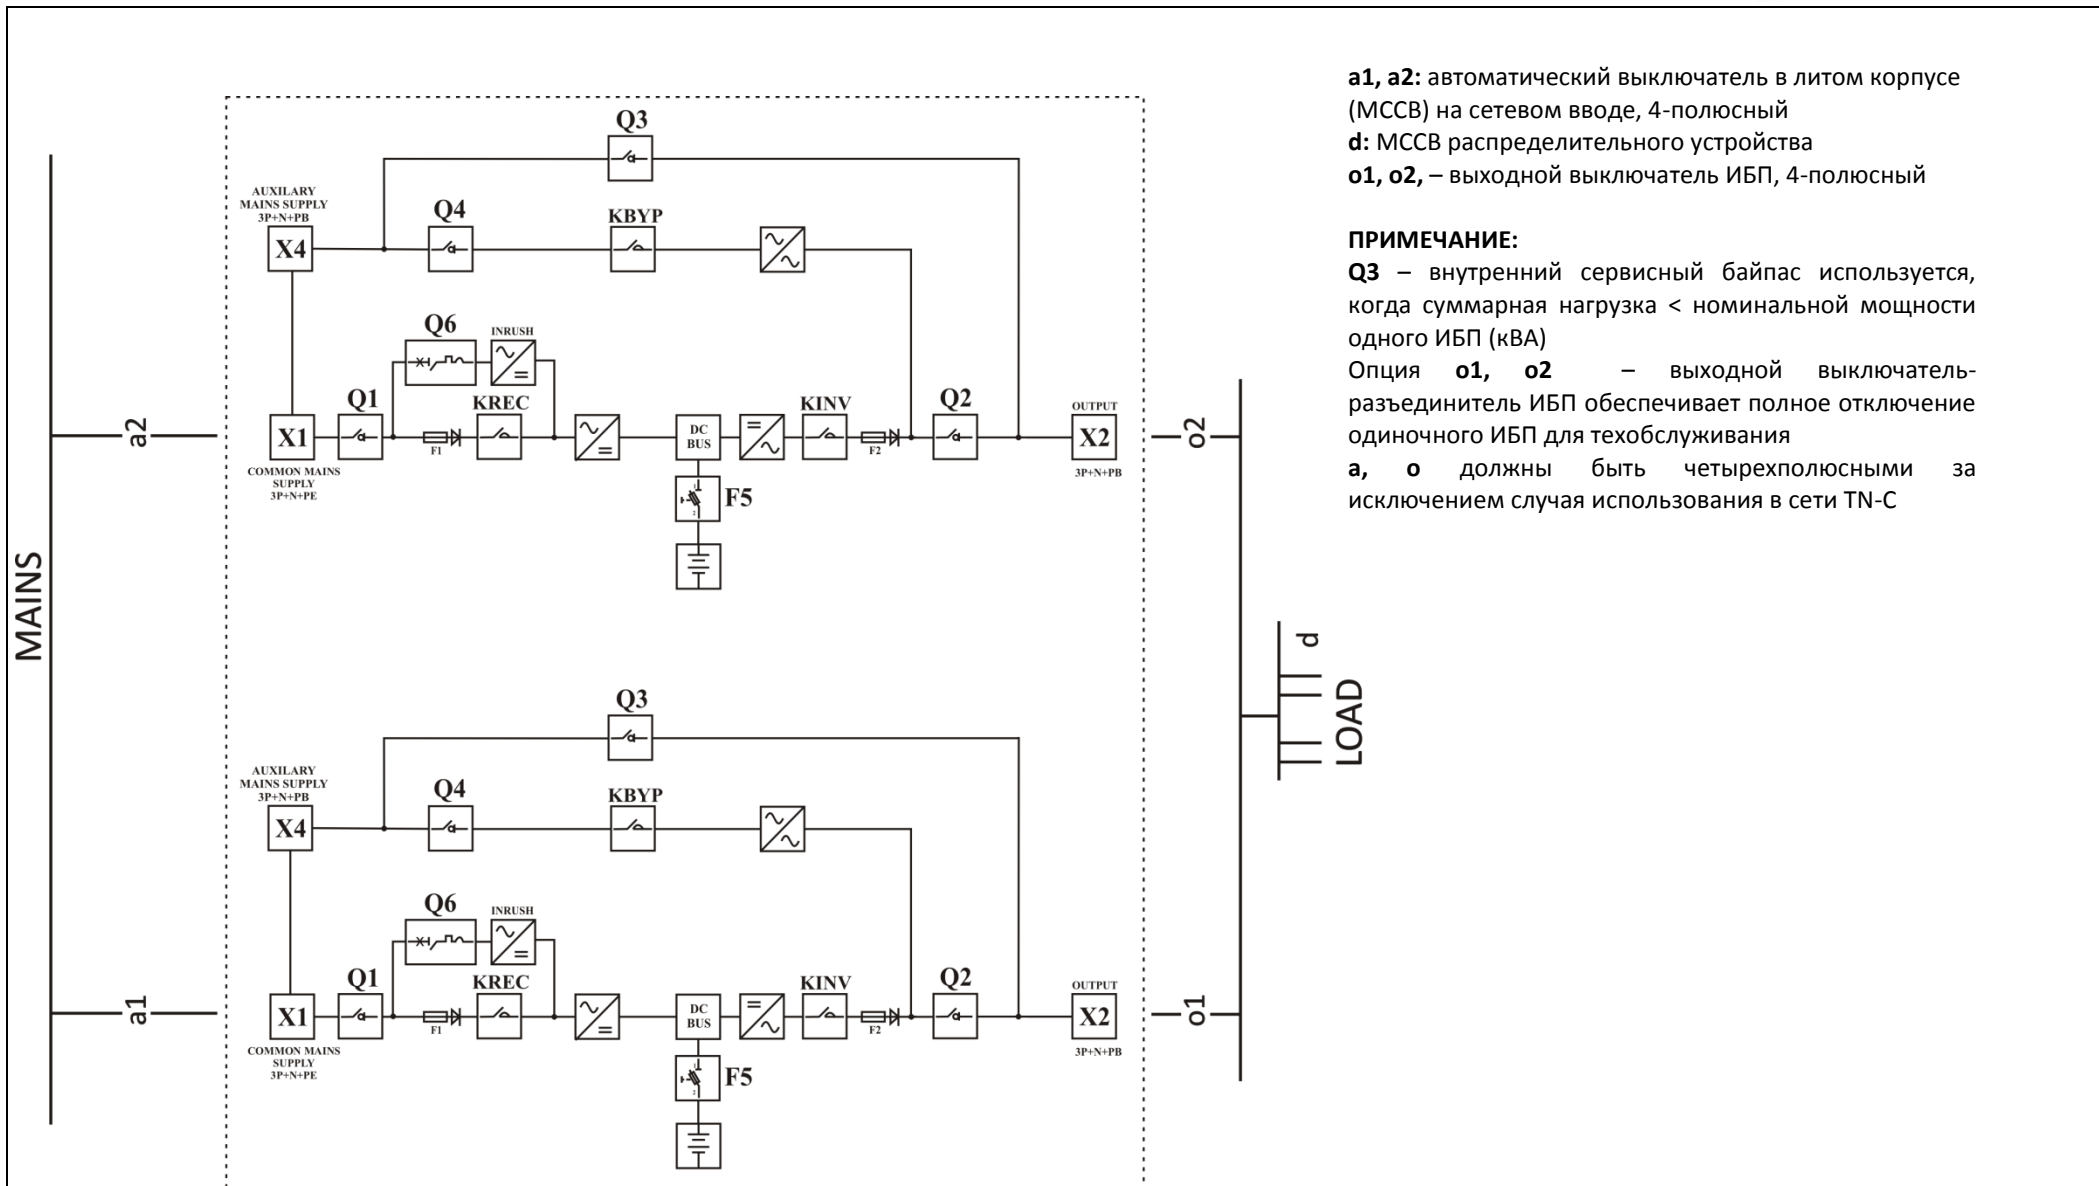 a1, a2: автоматический выключатель в литом корпусе
(MCCB) на сетевом вводе, 4-полюсный
d: MCCB распределительного устройства
o1, o2, – выходной выключатель ИБП, 4-полюсный
ПРИМЕЧАНИЕ:
Q3 – внутренний сервисный байпас используется,
когда суммарная нагрузка < номинальной мощности
одного ИБП (кВА)
Опция o1, o2 – выходной выключатель-
разъединитель ИБП обеспечивает полное отключение
одиночного ИБП для техобслуживания
a, o должны быть четырехполюсными за
исключением случая использования в сети TN-C
MAINS
a2
Q3
AUXILARY
MAINS SUPPLY
3P+N+PB
X4
Q4
KBYP
Q6
INRUSH
X1
COMMON MAINS
SUPPLY
3P+N+PE
Q1
F1
KREC
DC
BUS
F5
1
2
KINV
F2
Q2
OUTPUT
X2
3P+N+PB
o2
a1
Q3
AUXILARY
MAINS SUPPLY
3P+N+PB
X4
Q4
KBYP
Q6
INRUSH
X1
COMMON MAINS
SUPPLY
3P+N+PE
Q1
F1
KREC
DC
BUS
F5
1
2
KINV
F2
Q2
OUTPUT
X2
3P+N+PB
o1
d
LOAD